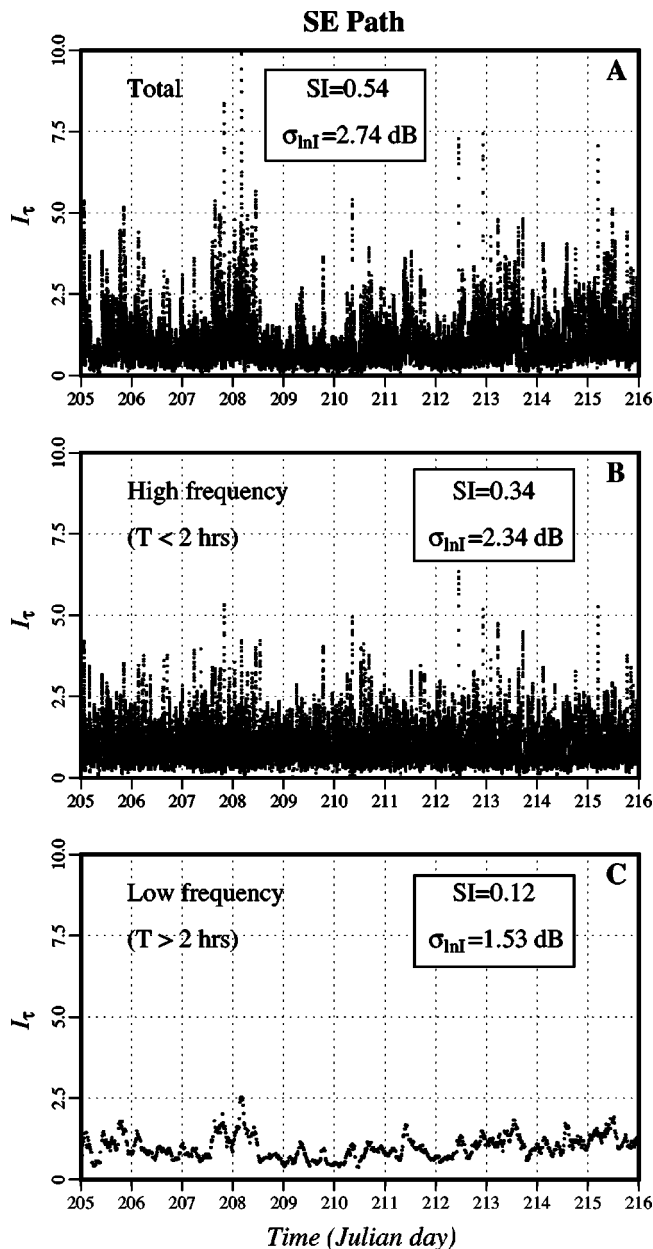 SE Path
10.0
A
Total
SI=0.54
σlnI=2.74 dB
7.5
5.0
Iτ
2.5
0
205 206 207 208 209 210 211 212 213 214 215 216
10.0
B
High frequency
SI=0.34
(T < 2 hrs)
σlnI=2.34 dB
7.5
5.0
Iτ
2.5
0
205 206 207 208 209 210 211 212 213 214 215 216
10.0
C
Low frequency
SI=0.12
(T > 2 hrs)
σlnI=1.53 dB
7.5
5.0
Iτ
2.5
0
205 206 207 208 209 210 211 212 213 214 215 216
Time (Julian day)